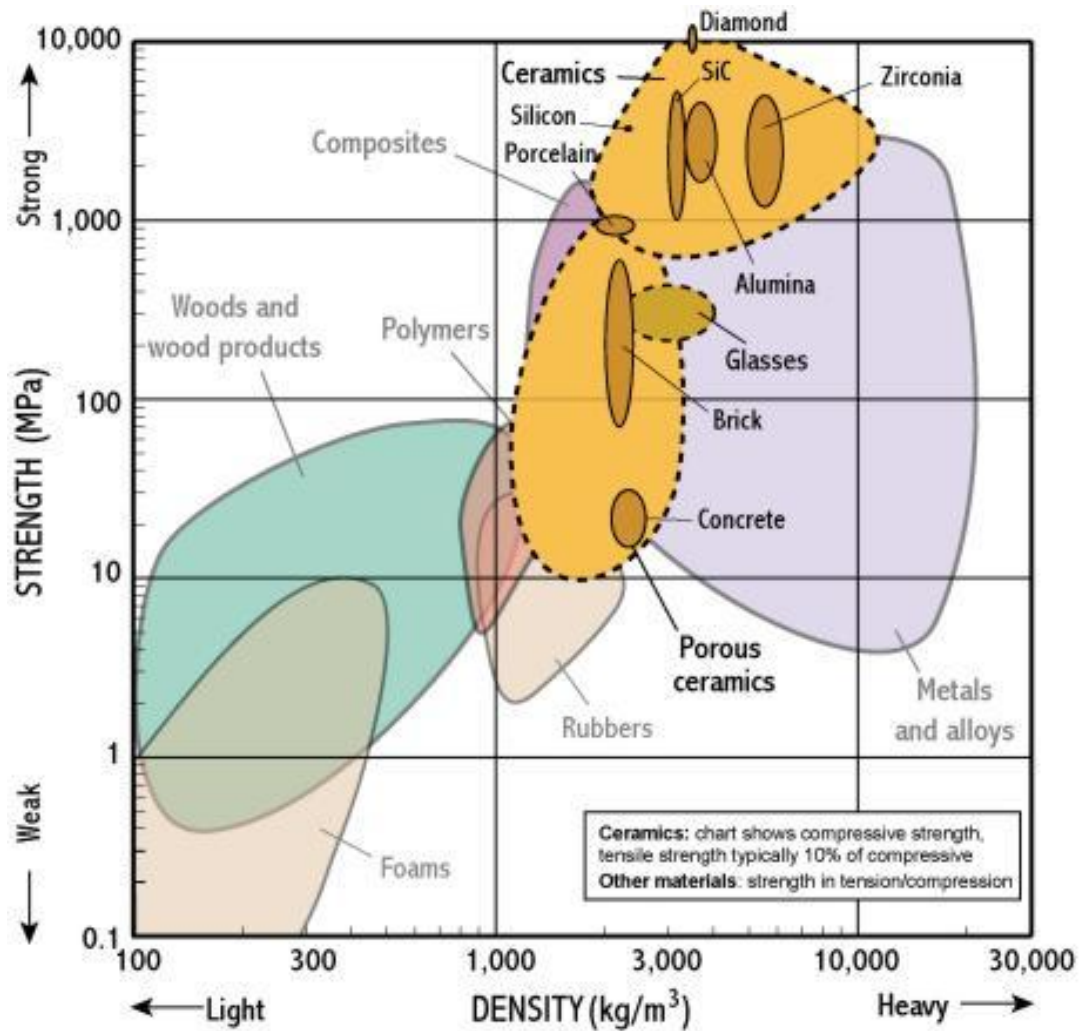 Diamond
10,000
Ceramics
SiC
Zirconia
Silicon
Composites
Porcelain
Strong
1,000
Alumina
Woods and
wood products
Polymers
Glasses
100
Brick
STRENGTH (MPa)
Concrete
10
Porous
ceramics
Metals
and alloys
Rubbers
1
Weak
Ceramics: chart shows compressive strength,
tensile strength typically 10% of compressive
Other materials: strength in tension/compression
Foams
0.1
100
300
1,000
3,000
10,000
30,000
Light
DENSITY (kg/m³)
Heavy